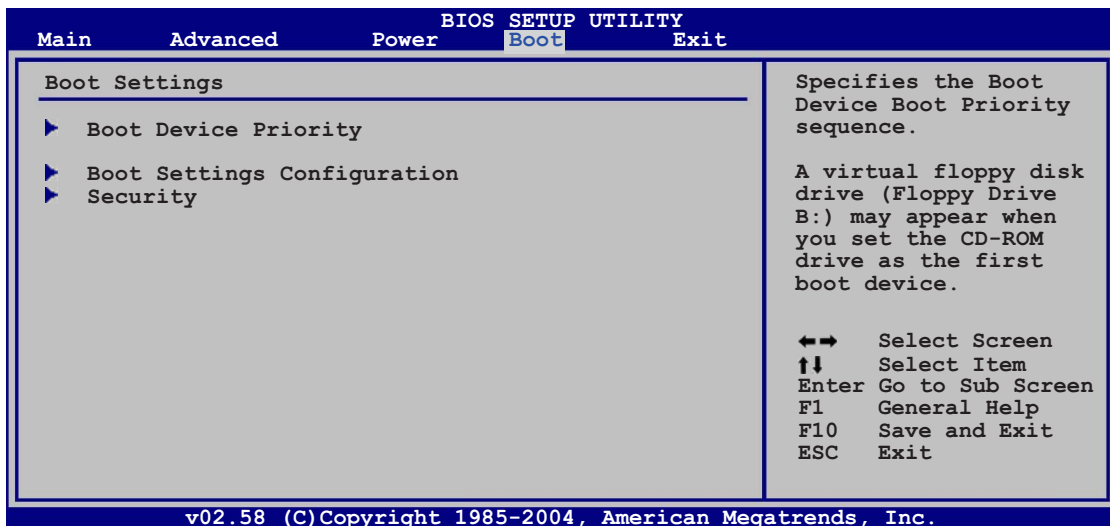 BIOS SETUP UTILITY
Main Advanced Power Boot Exit
Boot Settings
Boot Device Priority
Boot Settings Configuration
Security
Specifies the Boot
Device Boot Priority
sequence.
A virtual floppy disk
drive (Floppy Drive
B:) may appear when
you set the CD-ROM
drive as the first
boot device.
←→ Select Screen
↑↓ Select Item
Enter Go to Sub Screen
F1 General Help
F10 Save and Exit
ESC Exit
v02.58 (C)Copyright 1985-2004, American Megatrends, Inc.